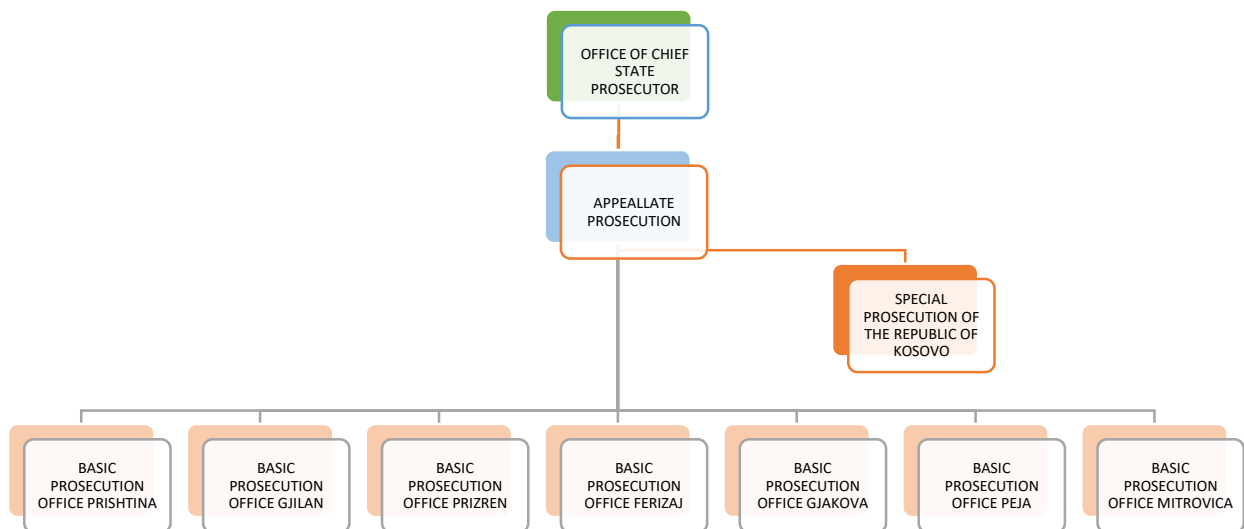 OFFICE OF CHIEF
STATE
PROSECUTOR
APPEALLATE
PROSECUTION
SPECIAL
PROSECUTION OF
THE REPUBLIC OF
KOSOVO
BASIC
PROSECUTION
OFFICE PRISHTINA
BASIC
PROSECUTION
OFFICE GJILAN
BASIC
PROSECUTION
OFFICE PRIZREN
BASIC
PROSECUTION
OFFICE FERIZAJ
BASIC
PROSECUTION
OFFICE GJAKOVA
BASIC
PROSECUTION
OFFICE PEJA
BASIC
PROSECUTION
OFFICE MITROVICA